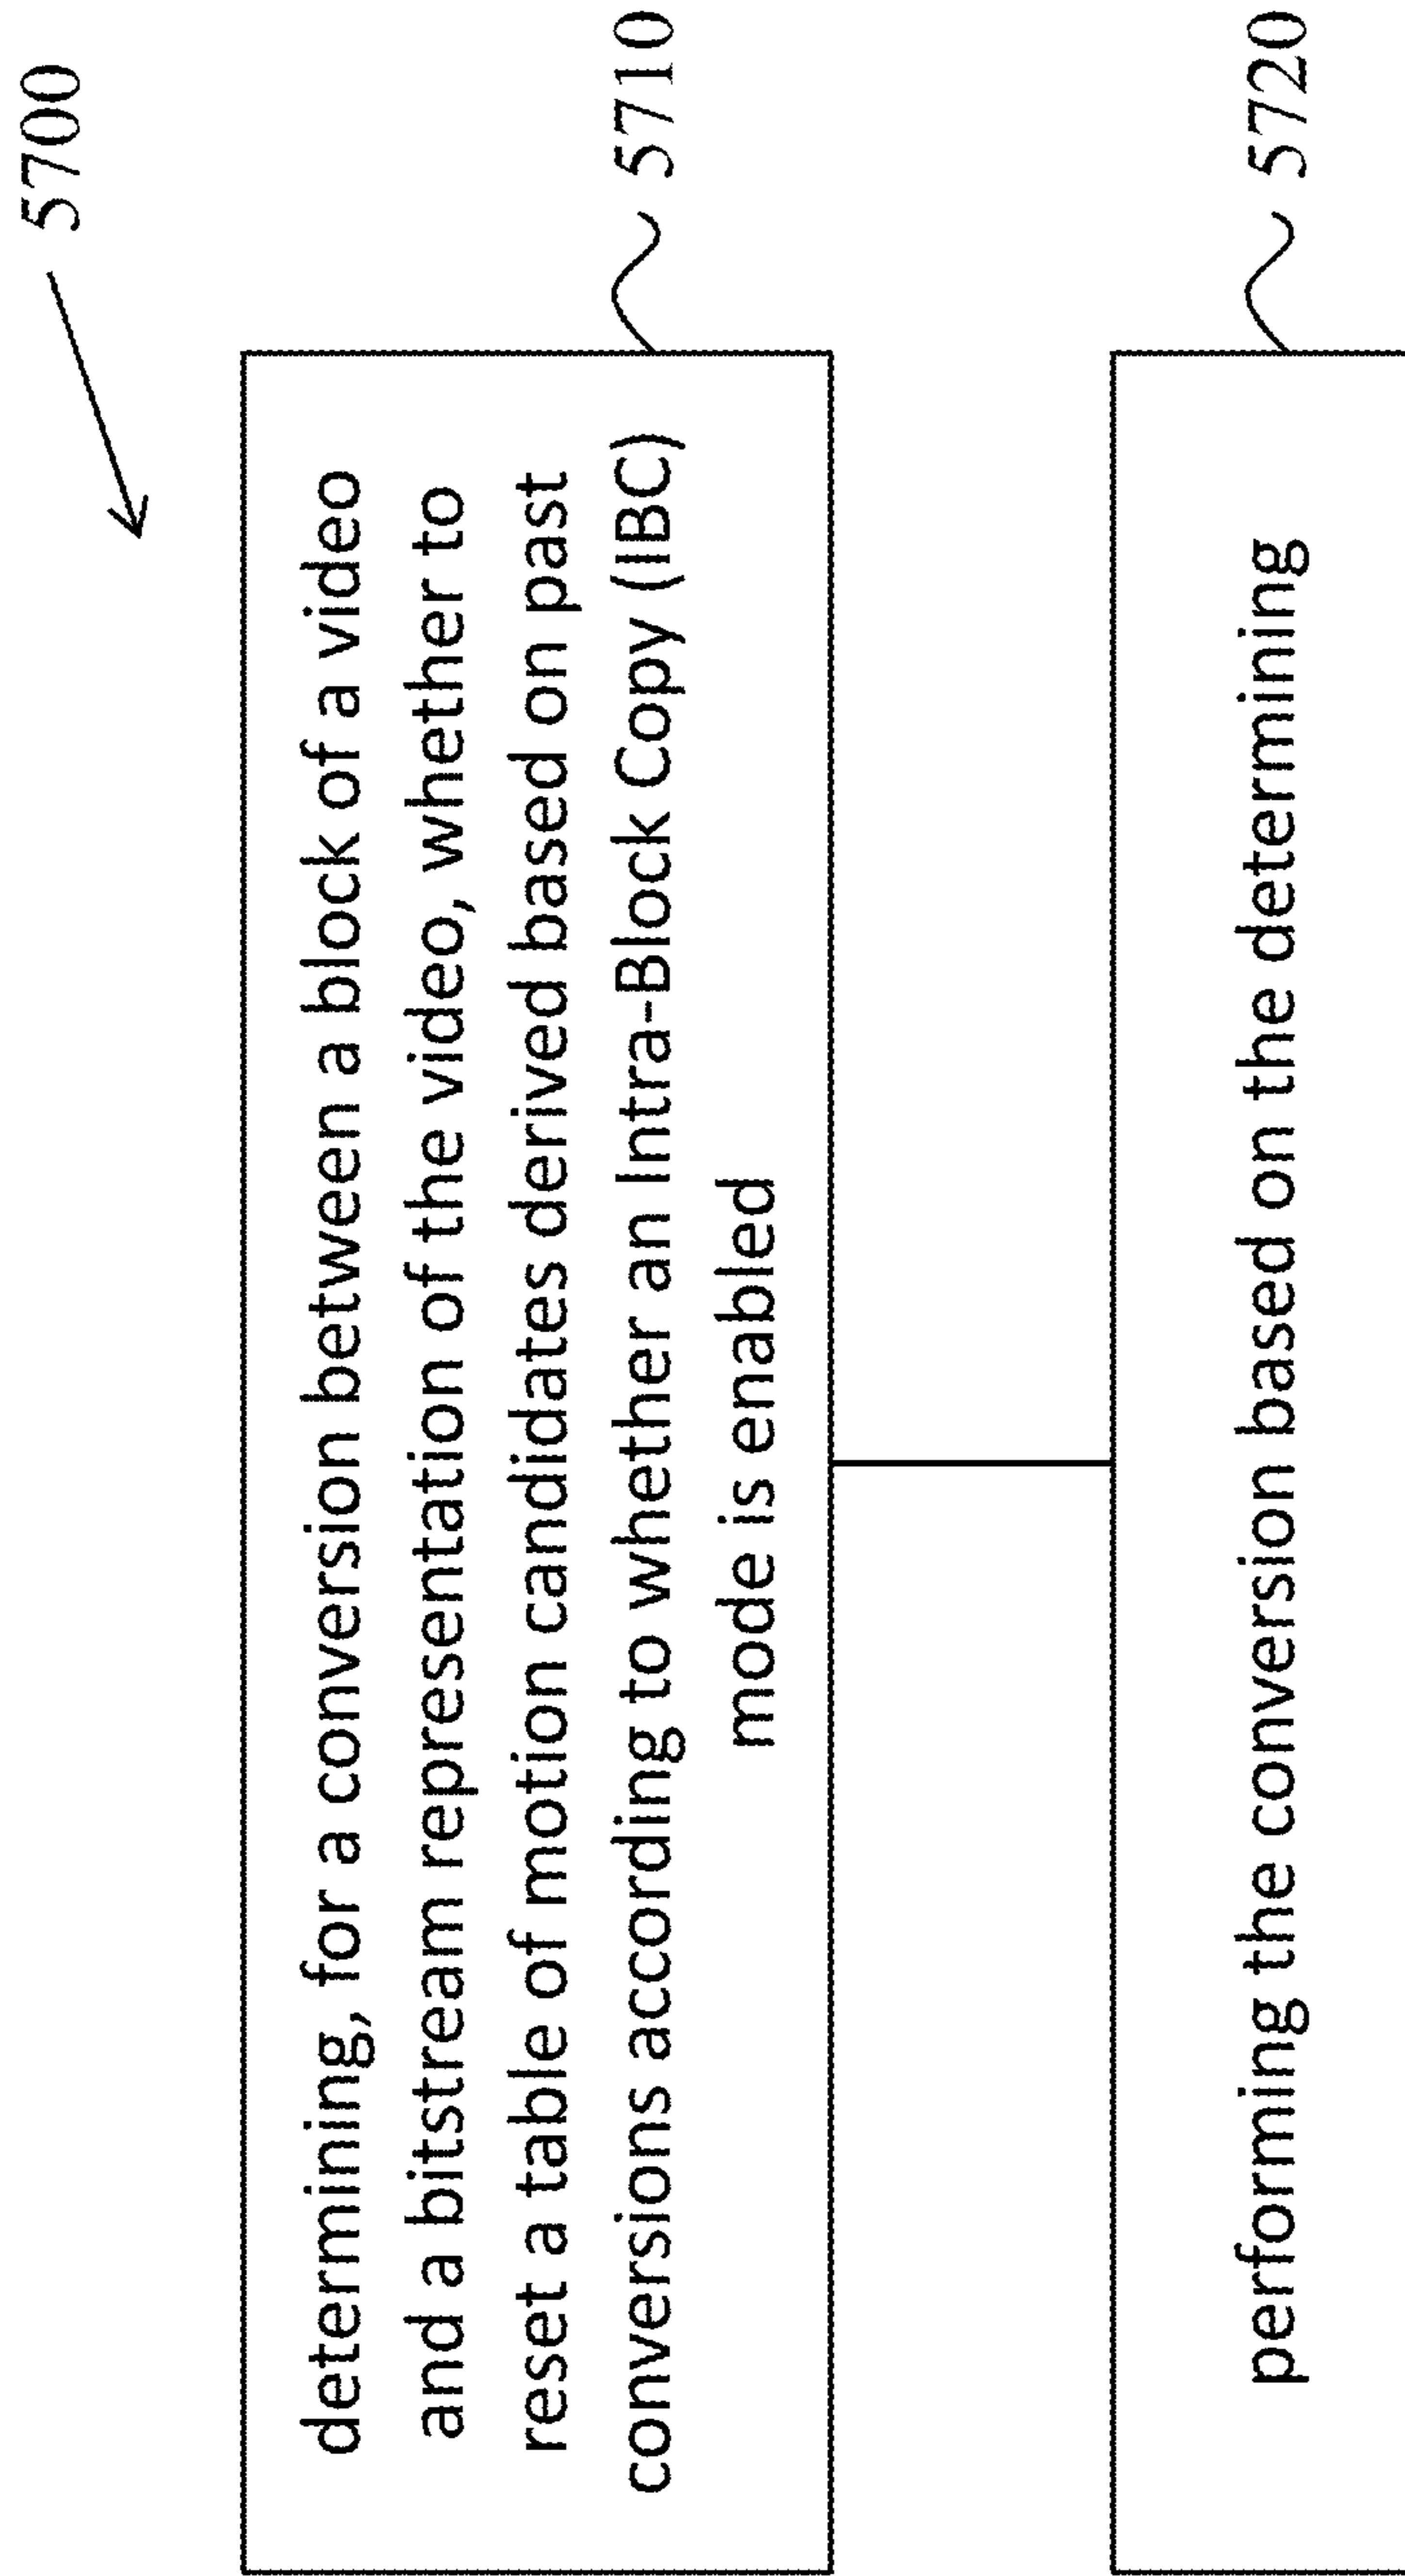 5700
determining, for a conversion between a block of a video
and a bitstream representation of the video, whether to
reset a table of motion candidates derived based on past
conversions according to whether an Intra-Block Copy (IBC)
mode is enabled
5710
performing the conversion based on the determining
5720